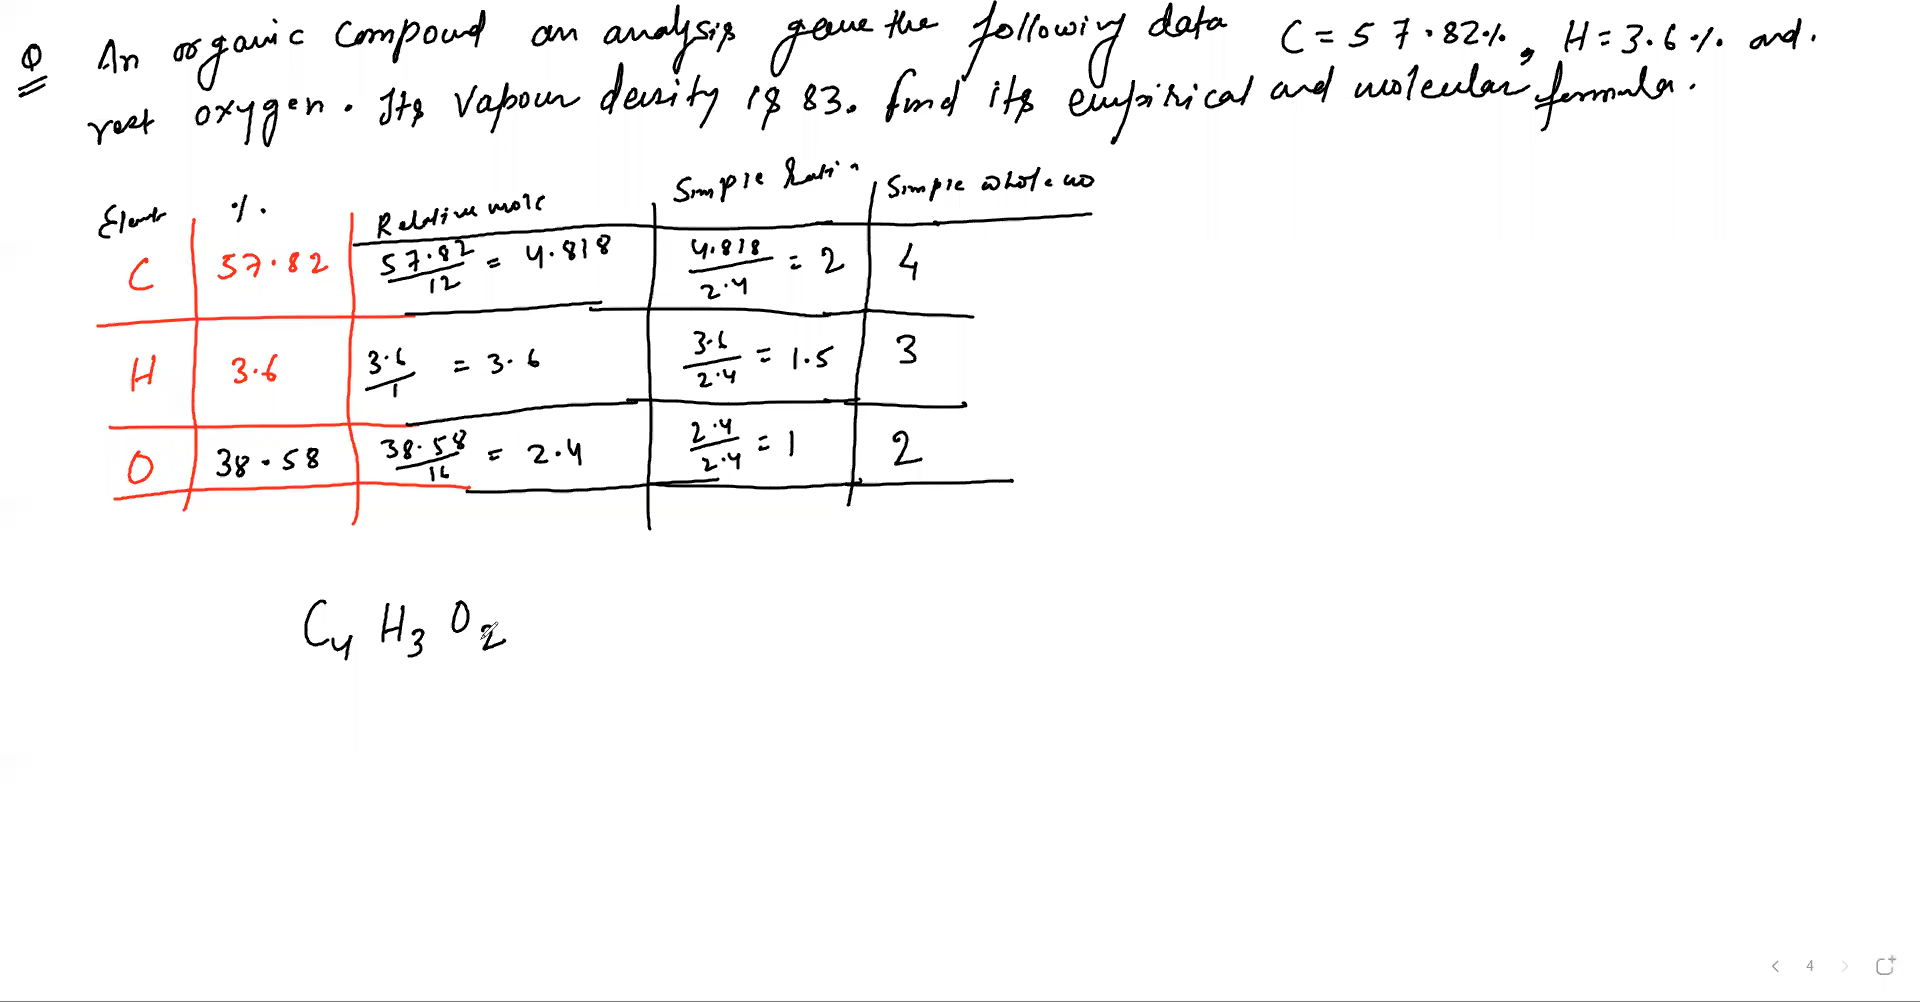 Q An organic compound on analysis gave the following data C = 57.82%, H = 3.6% and.
rest oxygen. Its vapour density is 83. find its empirical and molecular formula.
Element % Relative mole Simple Ratio Simple whole no
C 57.82 57.82/12 = 4.818 4.818/2.4 = 2 4
H 3.6 3.6/1 = 3.6 3.6/2.4 = 1.5 3
O 38.58 38.58/16 = 2.4 2.4/2.4 = 1 2
C4 H3 O2
4